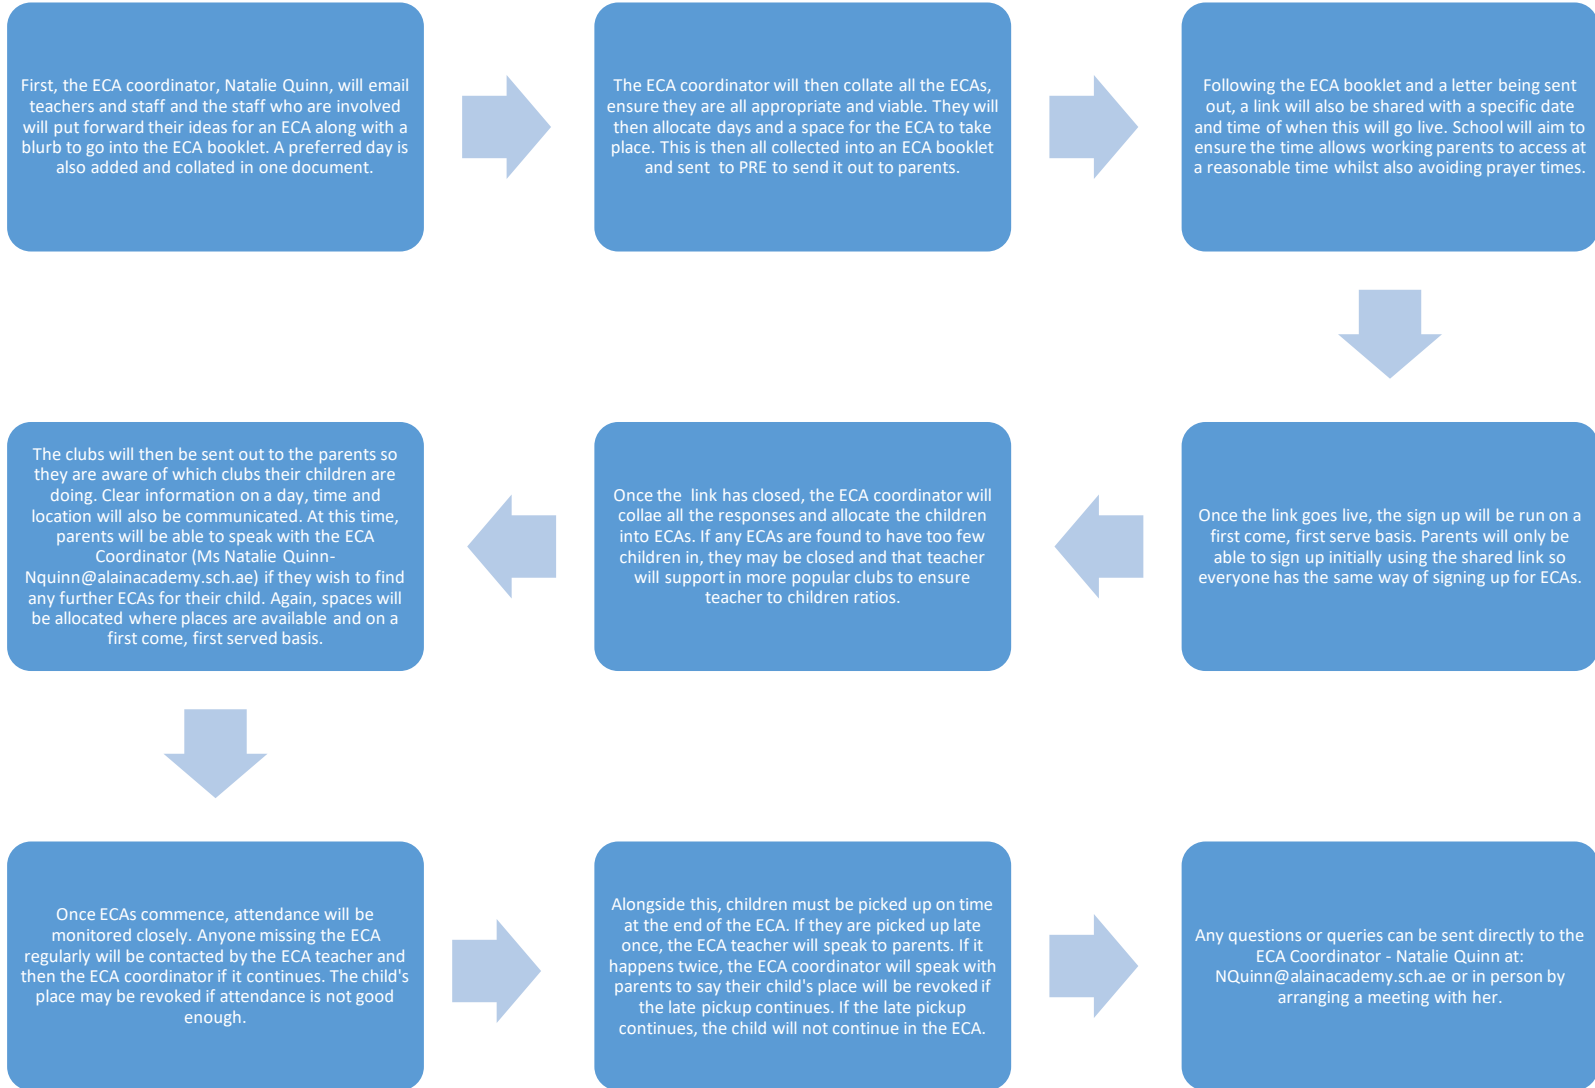 First, the ECA coordinator, Natalie Quinn, will email
teachers and staff and the staff who are involved
will put forward their ideas for an ECA along with a
blurb to go into the ECA booklet. A preferred day is
also added and collated in one document.
The ECA coordinator will then collate all the ECAs,
ensure they are all appropriate and viable. They will
then allocate days and a space for the ECA to take
place. This is then all collected into an ECA booklet
and sent to PRE to send it out to parents.
Following the ECA booklet and a letter being sent
out, a link will also be shared with a specific date
and time of when this will go live. School will aim to
ensure the time allows working parents to access at
a reasonable time whilst also avoiding prayer times.
Once the link goes live, the sign up will be run on a
first come, first serve basis. Parents will only be
able to sign up initially using the shared link so
everyone has the same way of signing up for ECAs.
Once the link has closed, the ECA coordinator will
collae all the responses and allocate the children
into ECAs. If any ECAs are found to have too few
children in, they may be closed and that teacher
will support in more popular clubs to ensure
teacher to children ratios.
The clubs will then be sent out to the parents so
they are aware of which clubs their children are
doing. Clear information on a day, time and
location will also be communicated. At this time,
parents will be able to speak with the ECA
Coordinator (Ms Natalie Quinn-
Nquinn@alainacademy.sch.ae) if they wish to find
any further ECAs for their child. Again, spaces will
be allocated where places are available and on a
first come, first served basis.
Once ECAs commence, attendance will be
monitored closely. Anyone missing the ECA
regularly will be contacted by the ECA teacher and
then the ECA coordinator if it continues. The child's
place may be revoked if attendance is not good
enough.
Alongside this, children must be picked up on time
at the end of the ECA. If they are picked up late
once, the ECA teacher will speak to parents. If it
happens twice, the ECA coordinator will speak with
parents to say their child's place will be revoked if
the late pickup continues. If the late pickup
continues, the child will not continue in the ECA.
Any questions or queries can be sent directly to the
ECA Coordinator - Natalie Quinn at:
NQuinn@alainacademy.sch.ae or in person by
arranging a meeting with her.